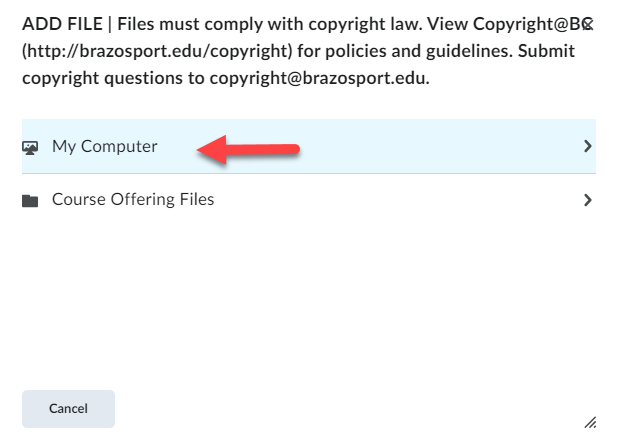 ADD FILE | Files must comply with copyright law. View Copyright@BC
(http://brazosport.edu/copyright) for policies and guidelines. Submit
copyright questions to copyright@brazosport.edu.
My Computer
Course Offering Files
Cancel